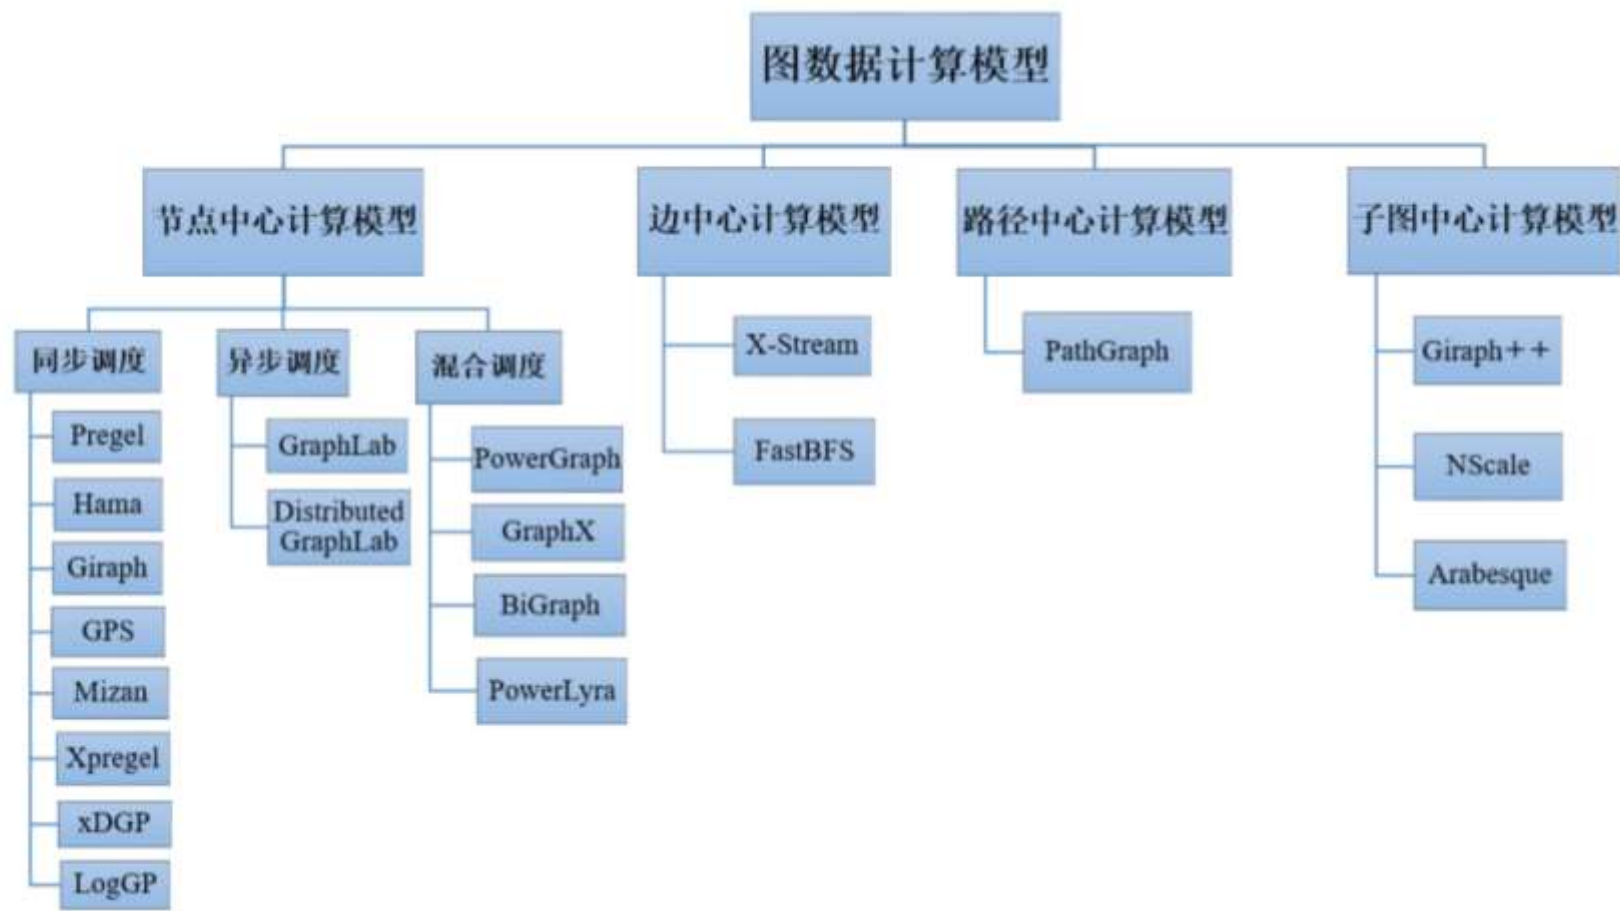 图数据计算模型
节点中心计算模型
边中心计算模型
路径中心计算模型
子图中心计算模型
同步调度
异步调度
混合调度
Pregel
Hama
Giraph
GPS
Mizan
Xpregel
xDGP
LogGP
GraphLab
Distributed
GraphLab
PowerGraph
GraphX
BiGraph
PowerLyra
X-Stream
FastBFS
PathGraph
Giraph++
NScale
Arabesque